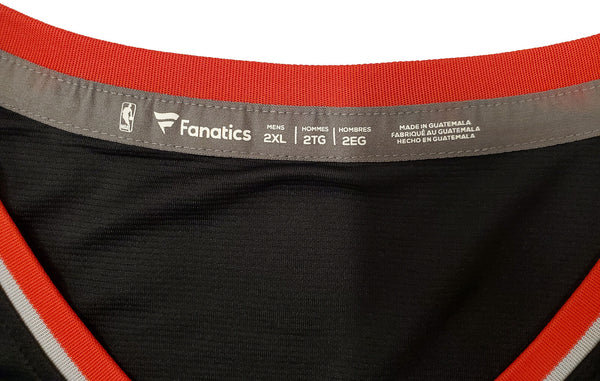 Fanatics
MENS
2XL
HOMMES
2TG
HOMBRES
2EG
MADE IN GUATEMALA
FABRIQUÉ AU GUATEMALA
HECHO EN GUATEMALA